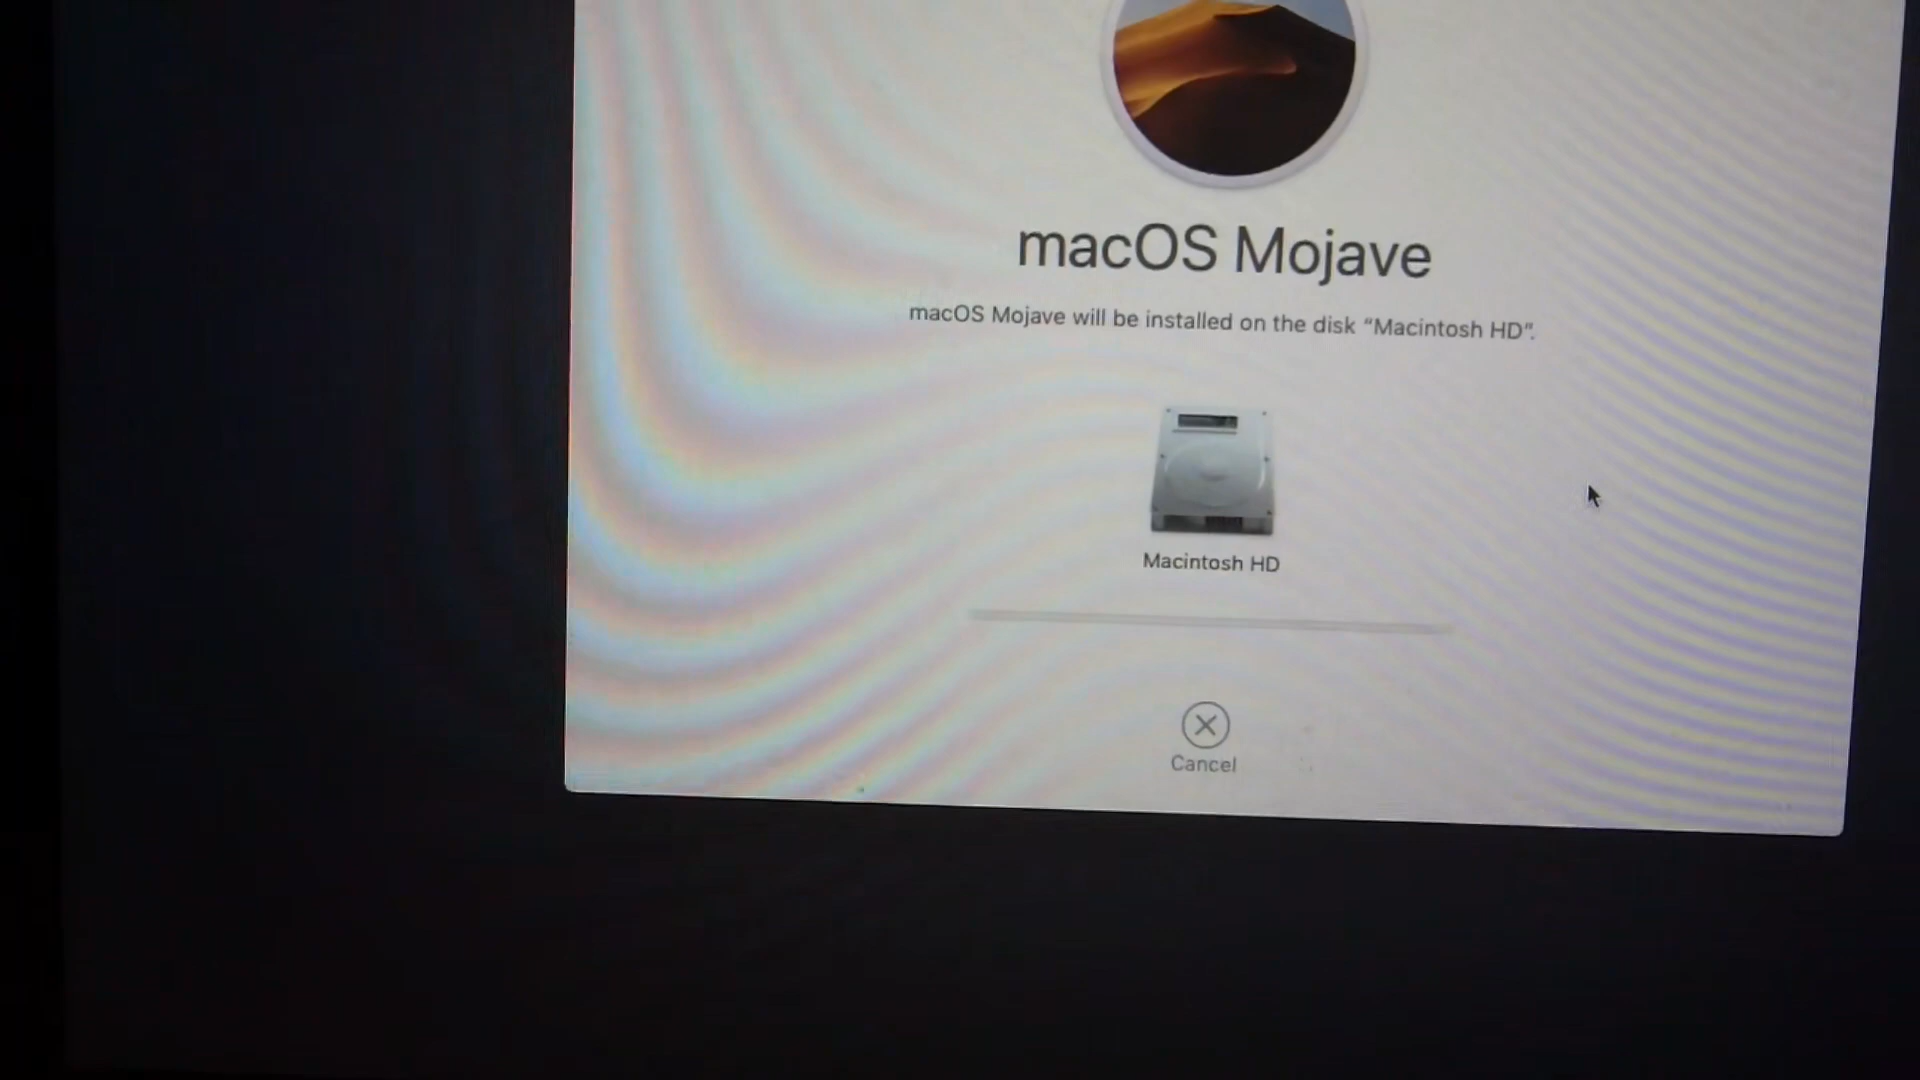 macOS Mojave
macOS Mojave will be installed on the disk “Macintosh HD”.
Macintosh HD
Cancel